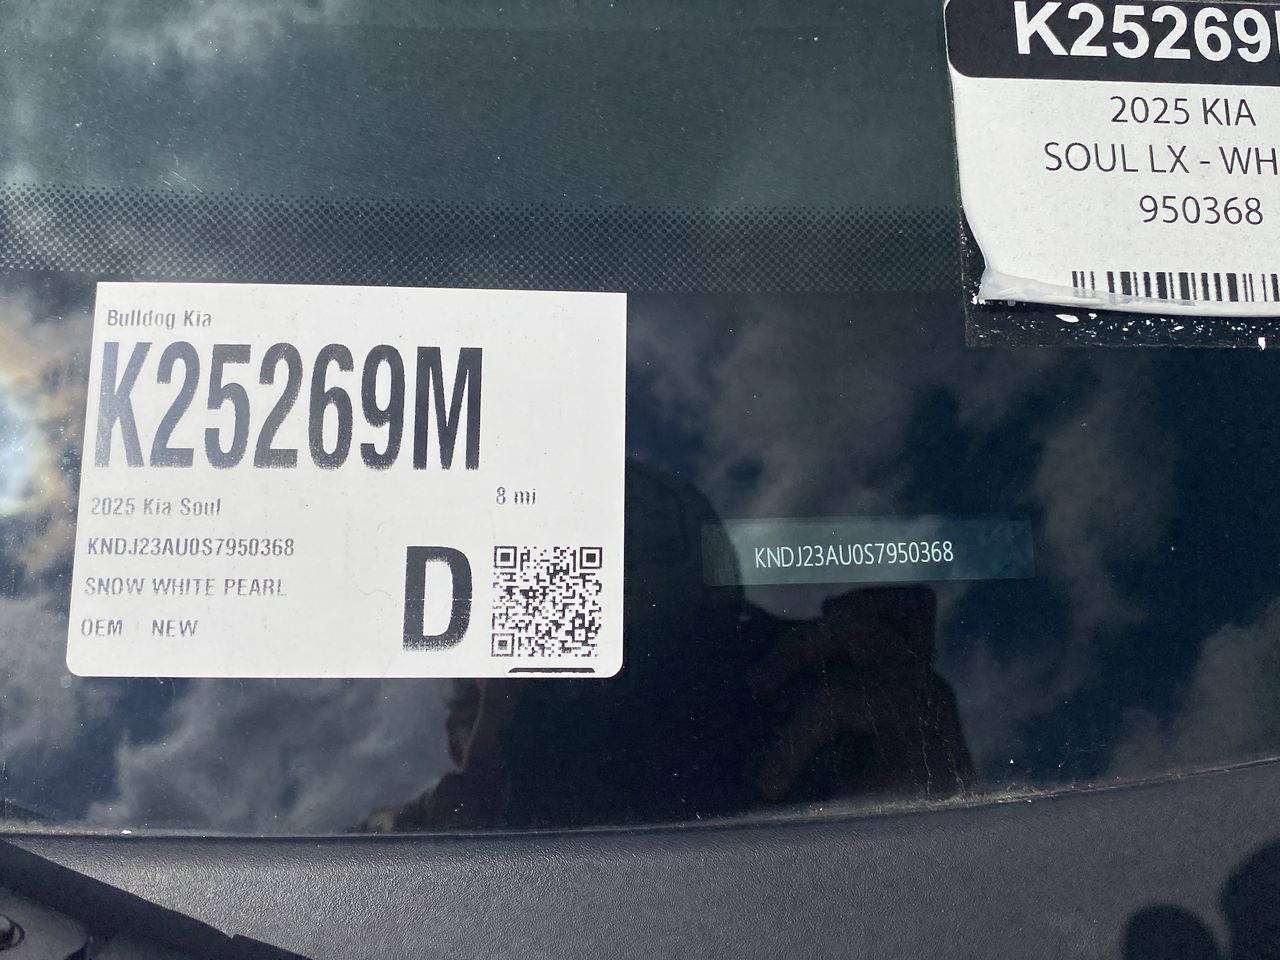 K25269
2025 KIA
SOUL LX - WH
950368
Bulldog Kia
K25269M
2025 Kia Soul
8 mi
KNDJ23AU0S7950368
SNOW WHITE PEARL
OEM NEW
D
KNDJ23AU0S7950368